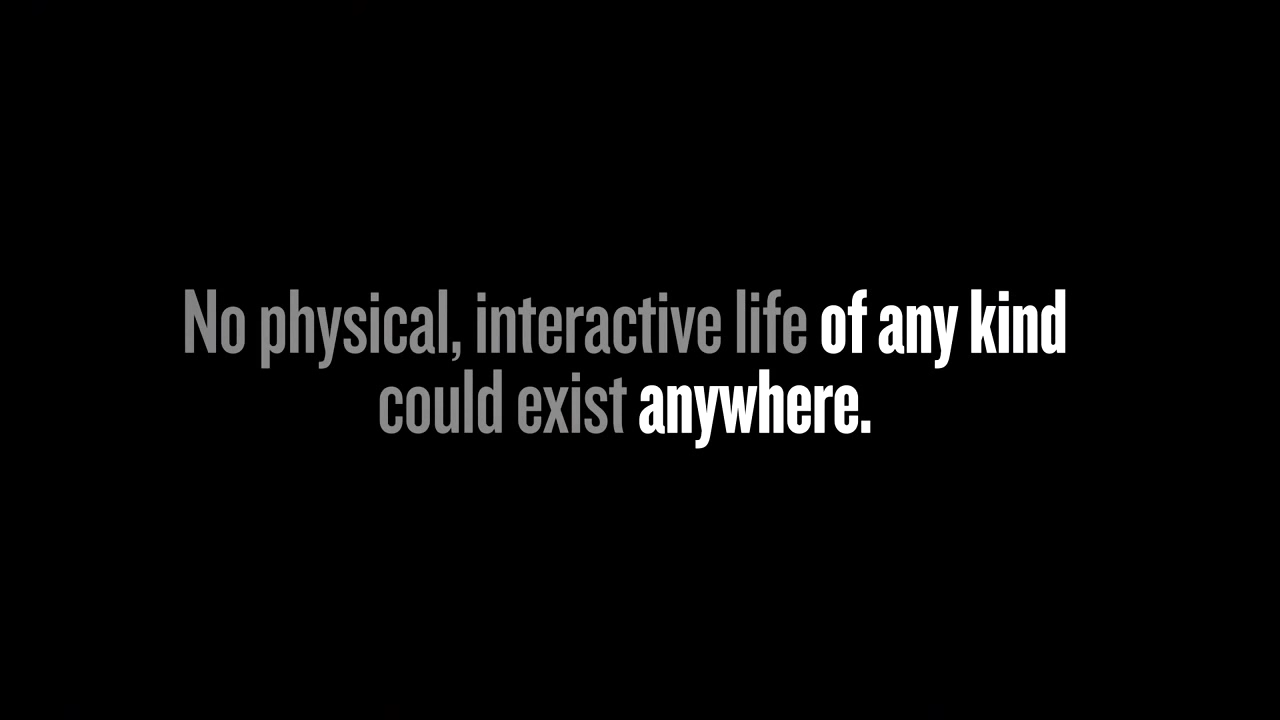 No physical, interactive life of any kind
could exist anywhere.